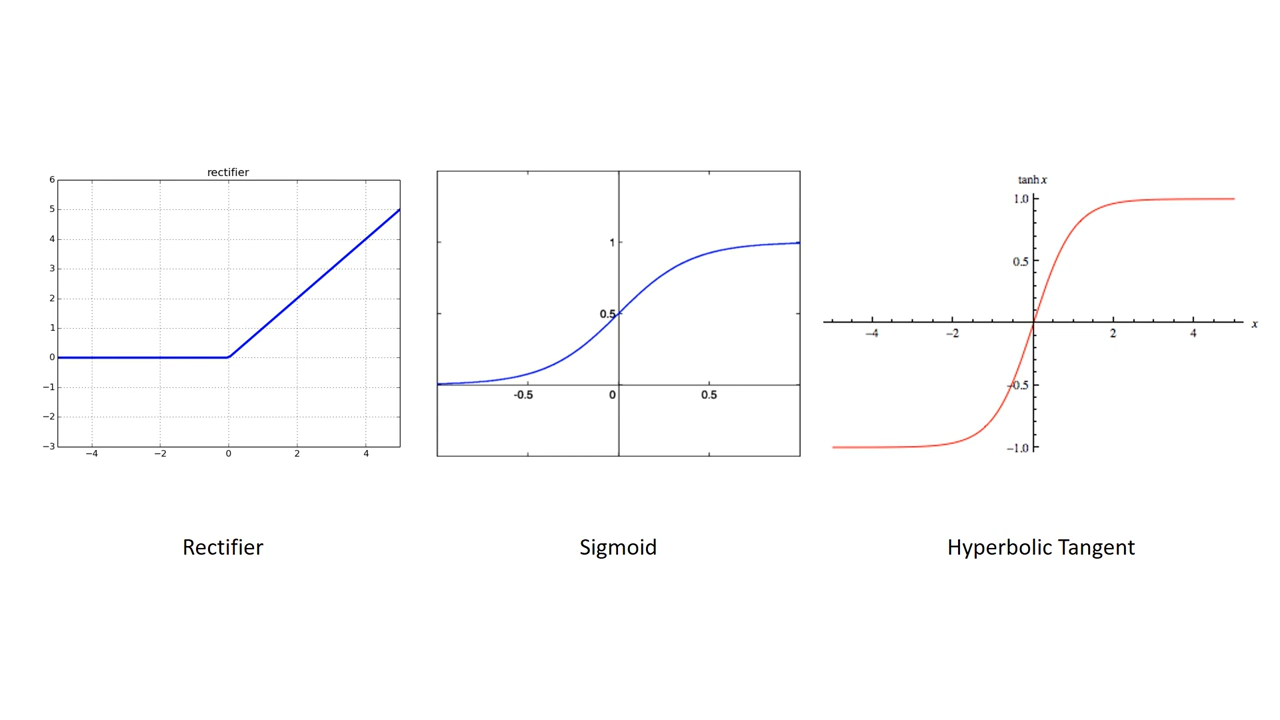 rectifier
6
5
4
3
2
1
0
−1
−2
−3
−4 −2 0 2 4
1
0.5
-0.5 0 0.5
tanh x
1.0
0.5
−4 −2 2 4 x
−0.5
−1.0
Rectifier Sigmoid Hyperbolic Tangent